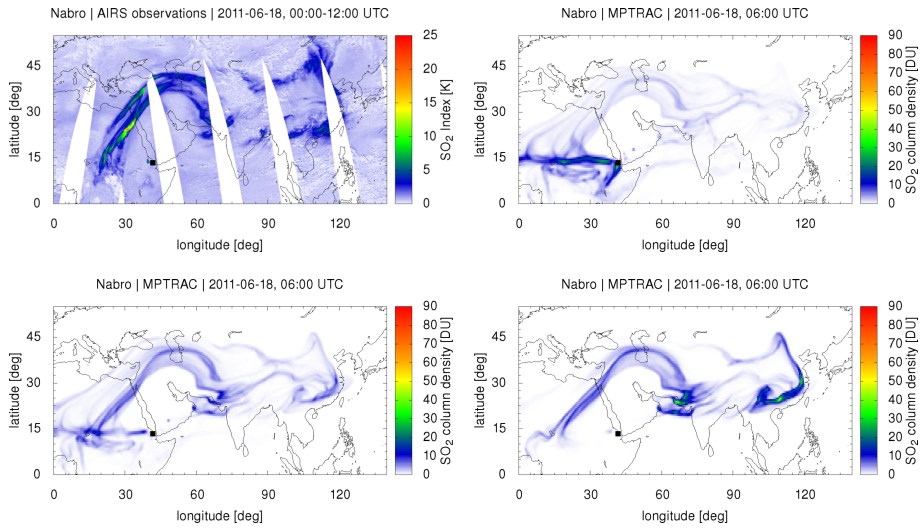 Nabro | AIRS observations | 2011-06-18, 00:00-12:00 UTC
45
30
15
0
latitude [deg]
0 30 60 90 120
longitude [deg]
25
20
15
10
5
0
SO2 Index [K]
Nabro | MPTRAC | 2011-06-18, 06:00 UTC
45
30
15
0
latitude [deg]
0 30 60 90 120
longitude [deg]
90
80
70
60
50
40
30
20
10
0
SO2 column density [DU]
Nabro | MPTRAC | 2011-06-18, 06:00 UTC
45
30
15
0
latitude [deg]
0 30 60 90 120
longitude [deg]
90
80
70
60
50
40
30
20
10
0
SO2 column density [DU]
Nabro | MPTRAC | 2011-06-18, 06:00 UTC
45
30
15
0
latitude [deg]
0 30 60 90 120
longitude [deg]
90
80
70
60
50
40
30
20
10
0
SO2 column density [DU]